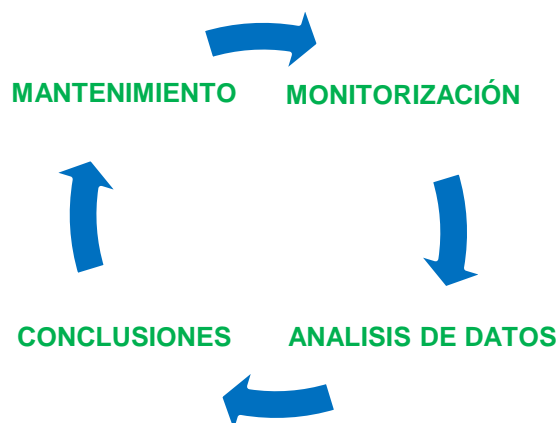 MANTENIMIENTO
MONITORIZACIÓN
CONCLUSIONES
ANALISIS DE DATOS